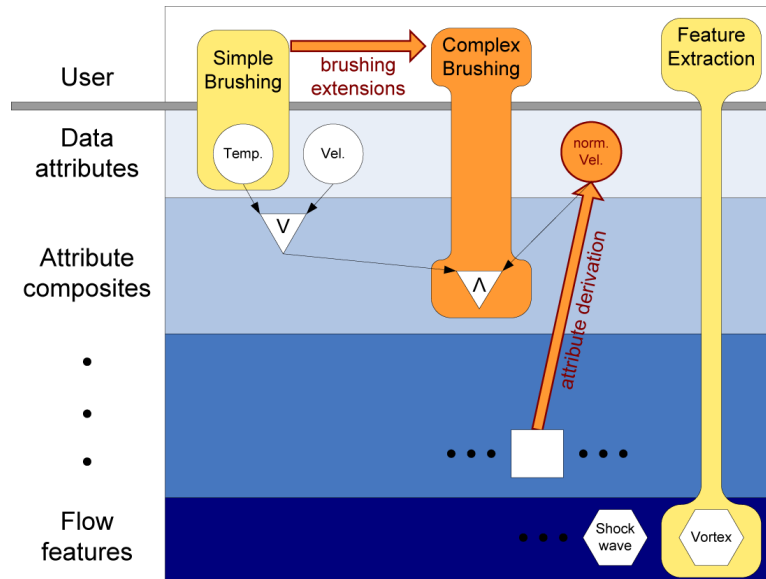 User
Simple
Brushing
brushing
extensions
Complex
Brushing
Feature
Extraction
Data
attributes
Temp.
Vel.
norm.
Vel.
Attribute
composites
V
Λ
attribute derivation
Flow
features
Shock
wave
Vortex